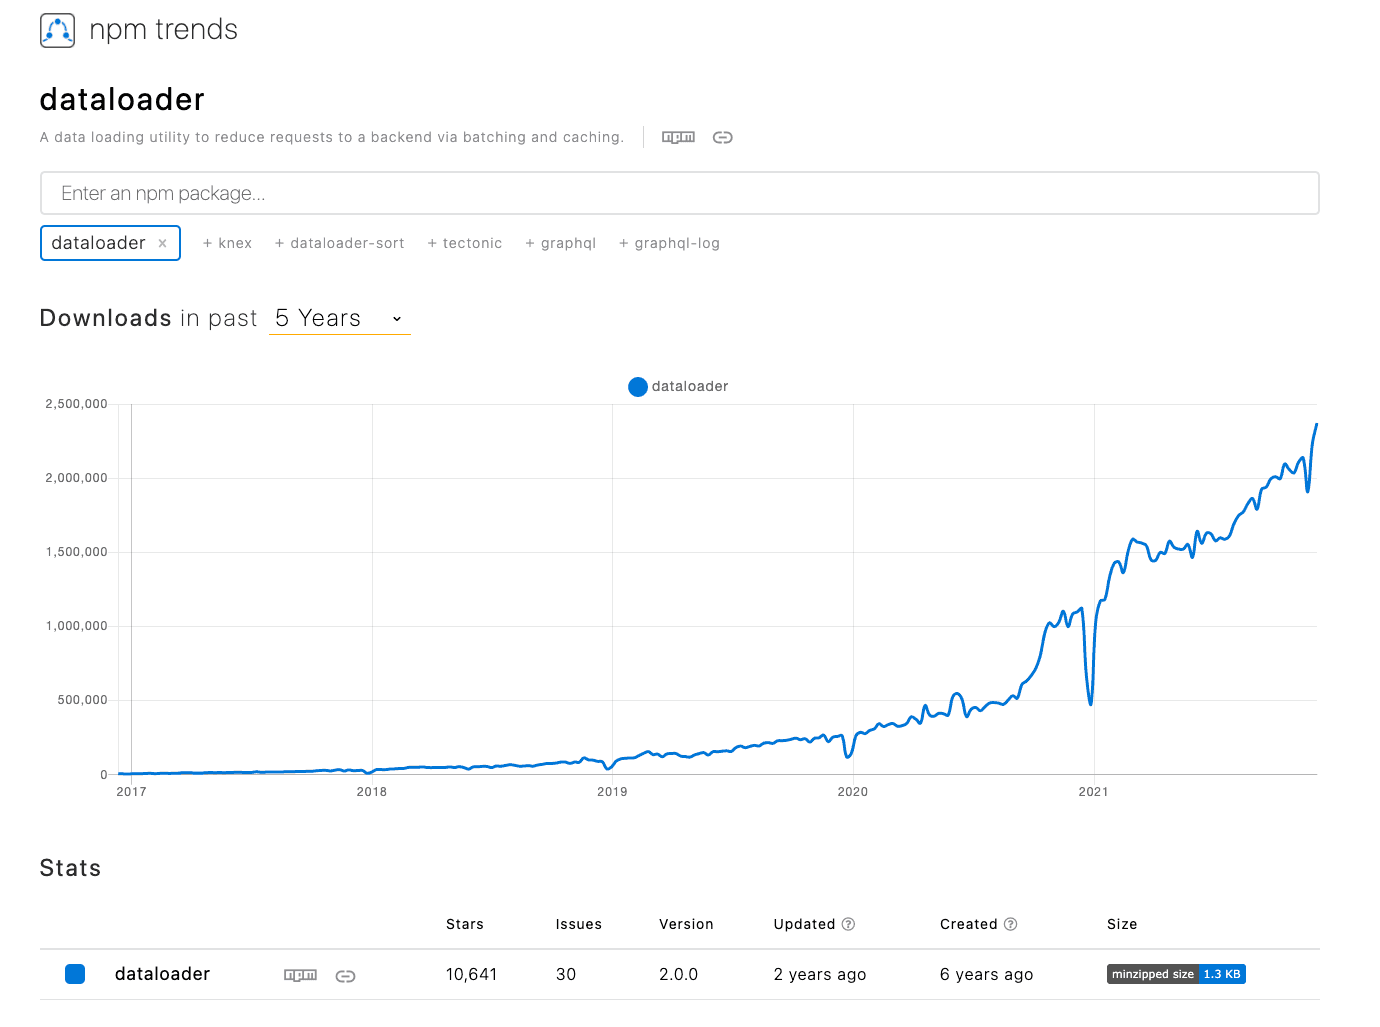 npm trends
dataloader
A data loading utility to reduce requests to a backend via batching and caching.
Enter an npm package...
dataloader × + knex + dataloader-sort + tectonic + graphql + graphql-log
Downloads in past 5 Years
dataloader
2,500,000
2,000,000
1,500,000
1,000,000
500,000
0
2017 2018 2019 2020 2021
Stats
Stars Issues Version Updated ? Created ? Size
dataloader npm 10,641 30 2.0.0 2 years ago 6 years ago minzipped size 1.3 KB